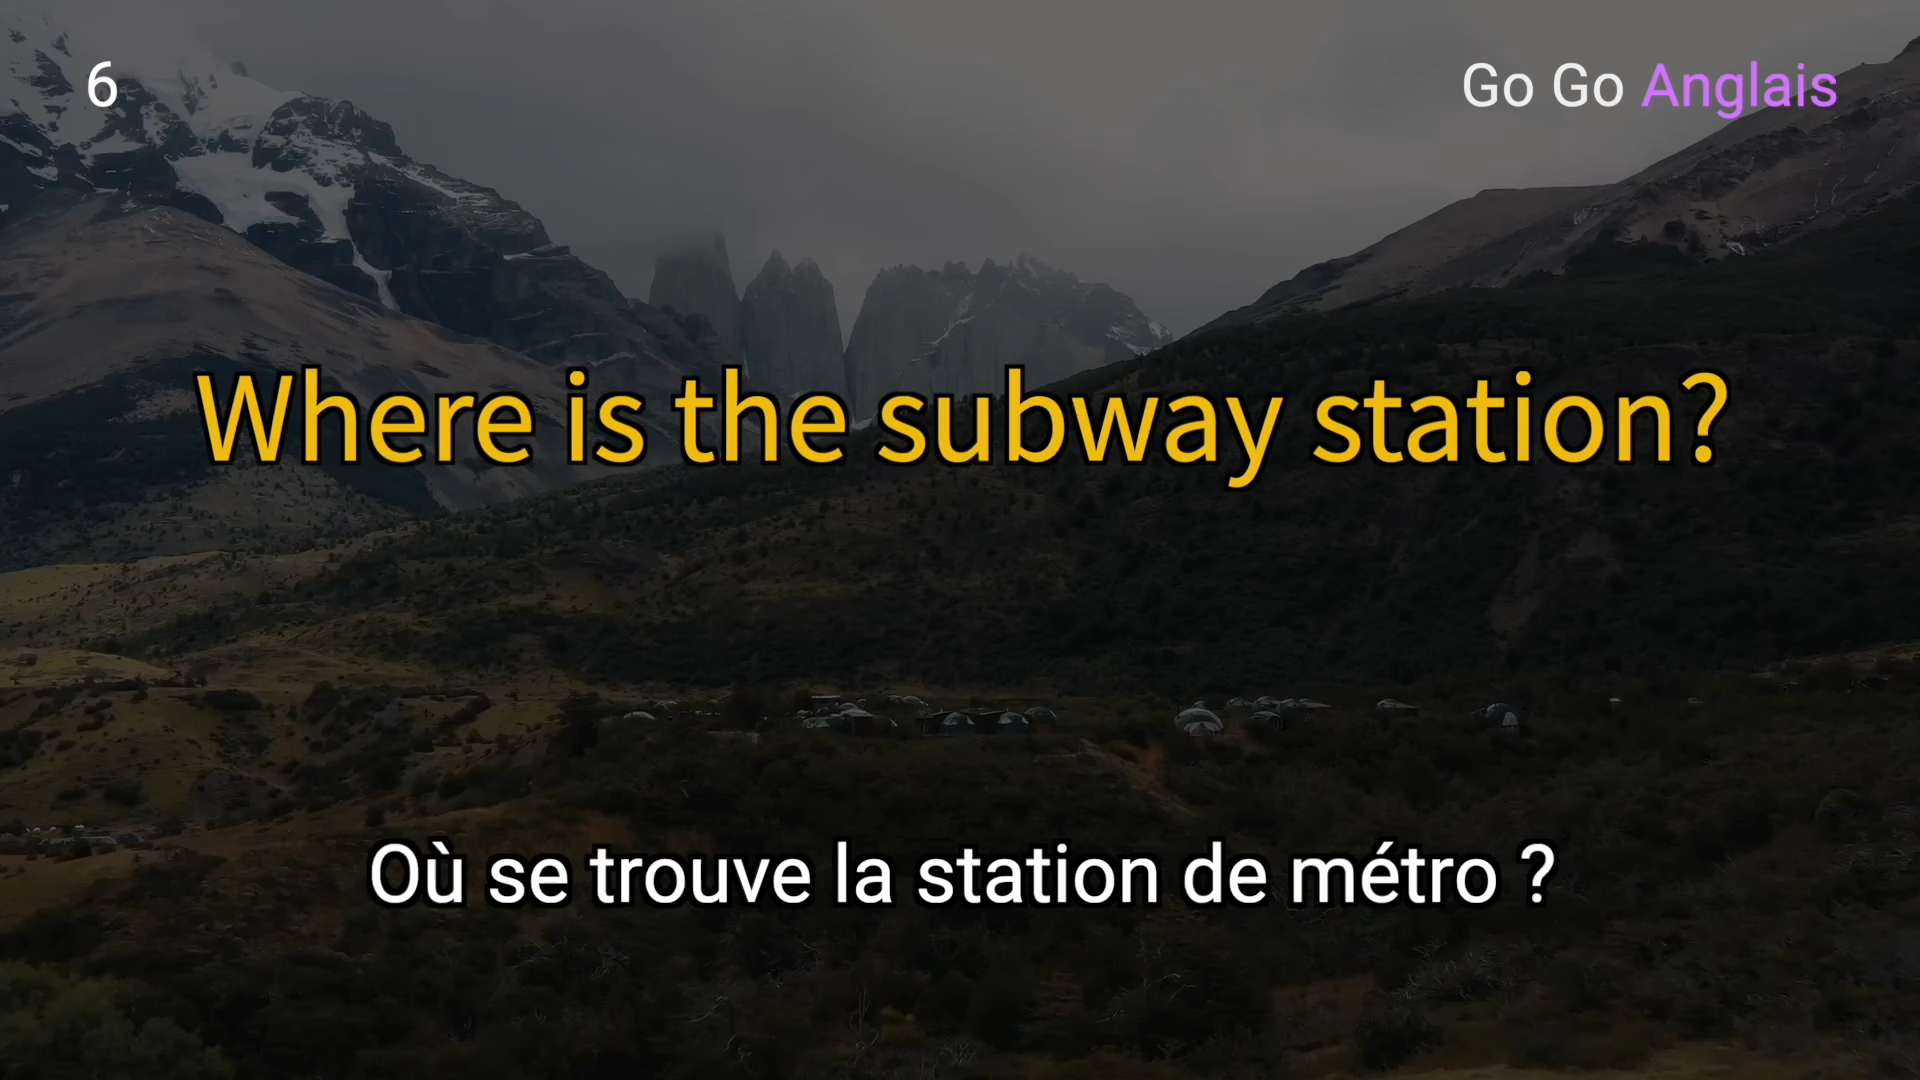 6
Go Go Anglais
Where is the subway station?
Où se trouve la station de métro ?